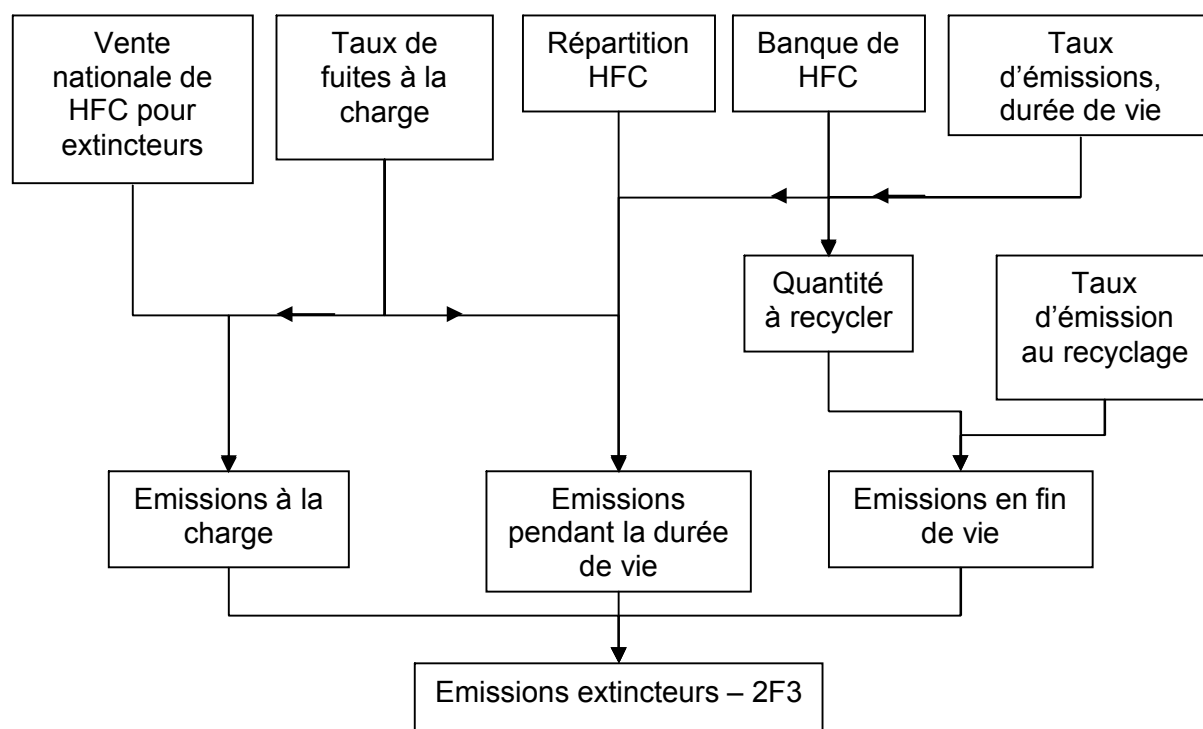 Vente
nationale de
HFC pour
extincteurs
Taux de
fuites à la
charge
Répartition
HFC
Banque de
HFC
Taux
d’émissions,
durée de vie
Quantité
à recycler
Taux
d’émission
au recyclage
Emissions à la
charge
Emissions
pendant la durée
de vie
Emissions en fin
de vie
Emissions extincteurs – 2F3